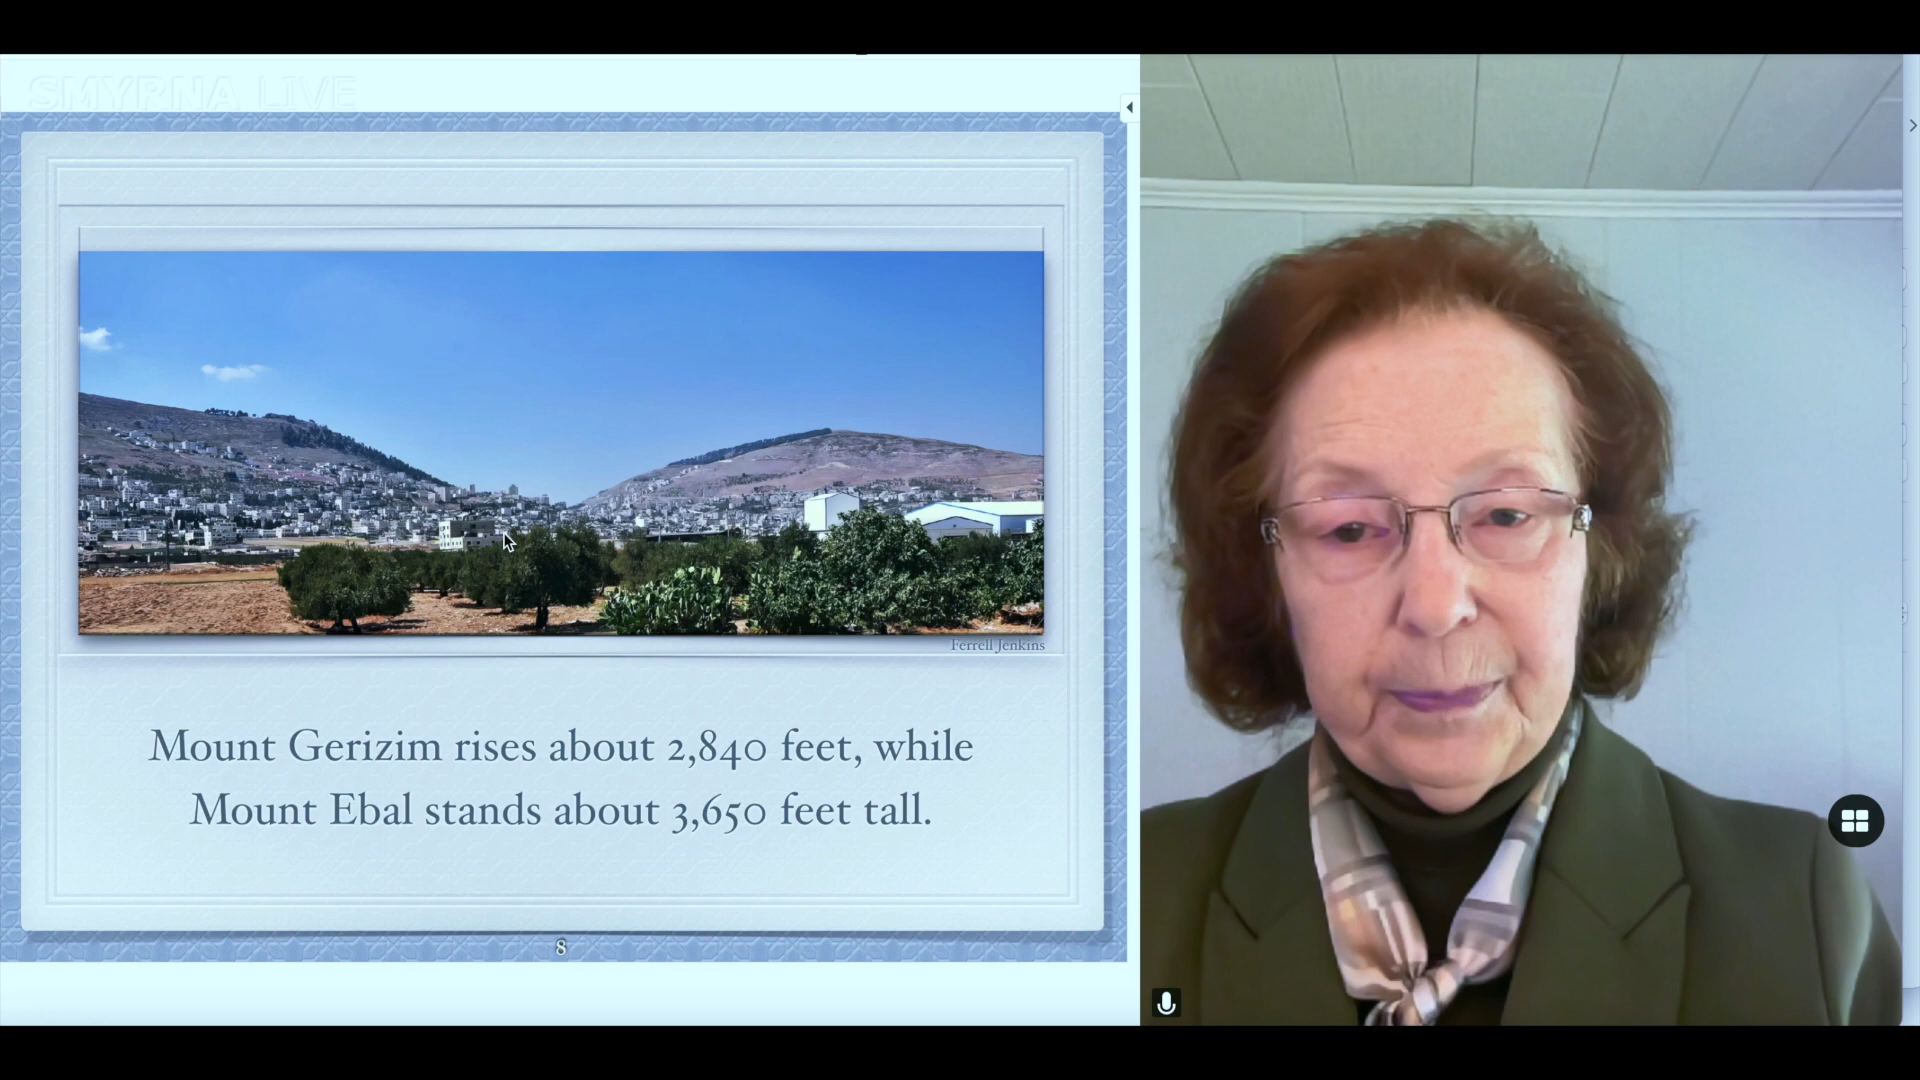 SMYRNA LIVE
Ferrell Jenkins
Mount Gerizim rises about 2,840 feet, while
Mount Ebal stands about 3,650 feet tall.
8